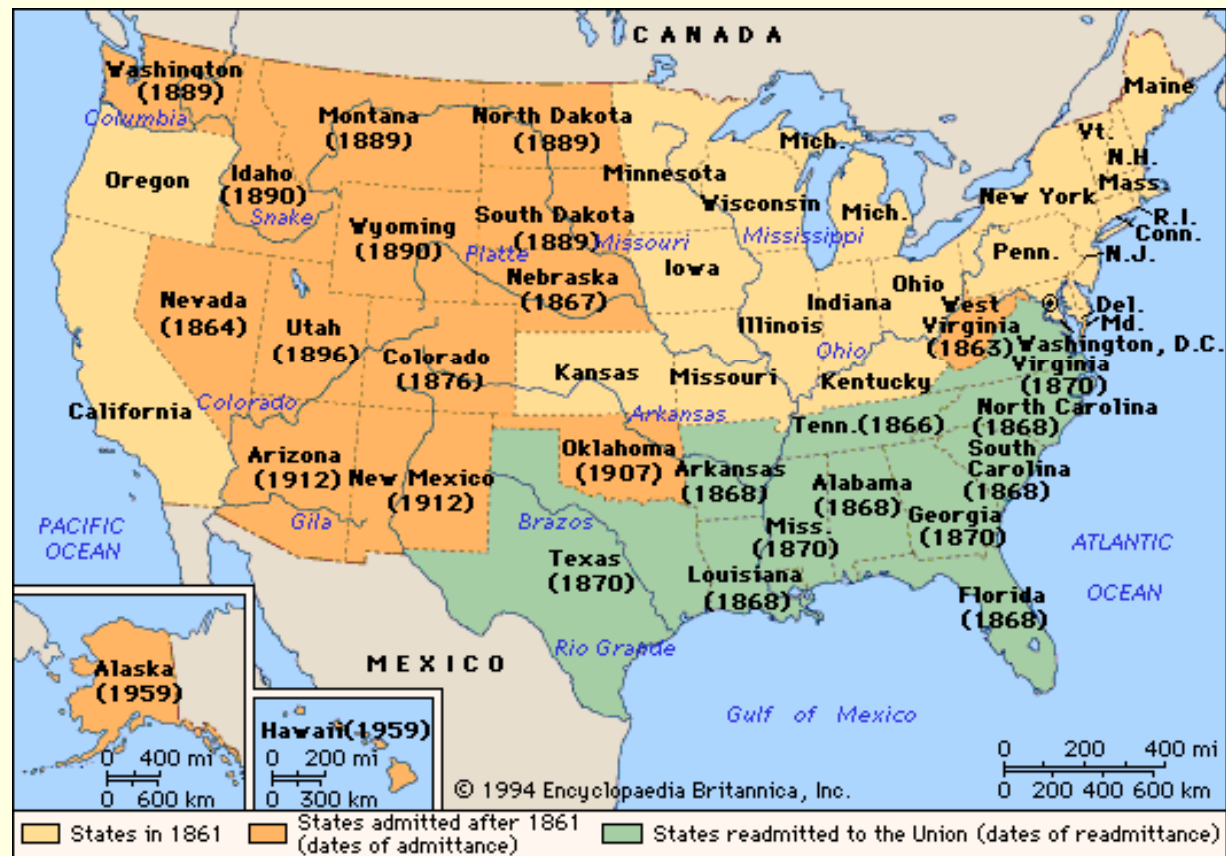 CANADA
Washington
(1889)
Columbia
Montana
(1889)
North Dakota
(1889)
Maine
Vt.
N.H.
Mass.
Mich.
Minnesota
Oregon
Idaho
(1890)
Snake
Wisconsin
Mich.
New York
R.I.
Conn.
Wyoming
(1890)
South Dakota
(1889)
Missouri
Mississippi
Platte
Penn.
N.J.
Iowa
Nebraska
(1867)
Ohio
Indiana
Illinois
West
Virginia
(1863)
Del.
Md.
Washington, D.C.
Nevada
(1864)
Utah
(1896)
Colorado
(1876)
Kansas
Missouri
Ohio
Kentucky
Virginia
(1870)
California
Colorado
Arkansas
Tenn.(1866)
North Carolina
(1868)
Arizona
(1912)
New Mexico
(1912)
Oklahoma
(1907)
Arkansas
(1868)
Alabama
(1868)
South
Carolina
(1868)
Georgia
(1870)
Gila
Brazos
Miss.
(1870)
PACIFIC
OCEAN
ATLANTIC
OCEAN
Texas
(1870)
Louisiana
(1868)
Florida
(1868)
Rio Grande
MEXICO
Gulf of Mexico
Alaska
(1959)
0 400 mi
0 600 km
Hawaii(1959)
0 200 mi
0 300 km
© 1994 Encyclopaedia Britannica, Inc.
0 200 400 mi
0 200 400 600 km
States in 1861
States admitted after 1861
(dates of admittance)
States readmitted to the Union (dates of readmittance)